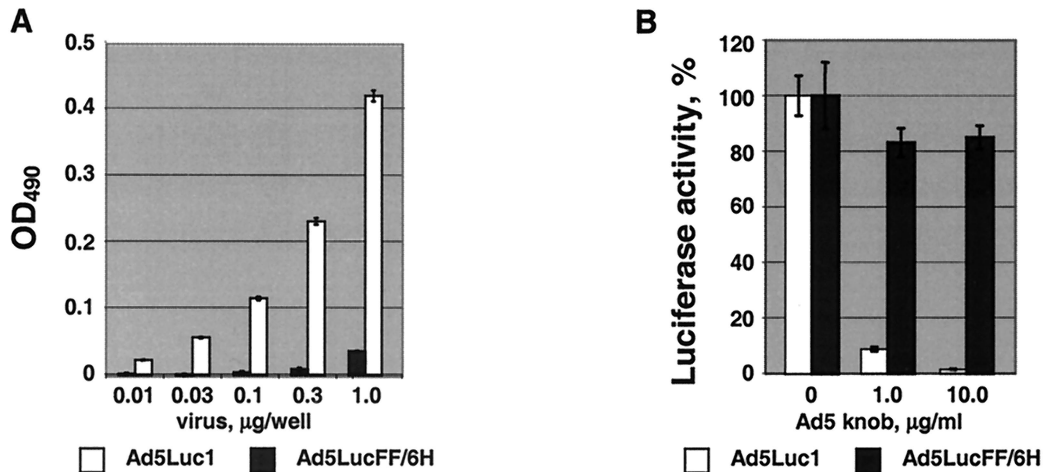 A
0.5
0.4
0.3
0.2
0.1
0
OD490
0.01 0.03 0.1 0.3 1.0
virus, µg/well
Ad5Luc1 Ad5LucFF/6H
B
120
100
80
60
40
20
0
Luciferase activity, %
0 1.0 10.0
Ad5 knob, µg/ml
Ad5Luc1 Ad5LucFF/6H